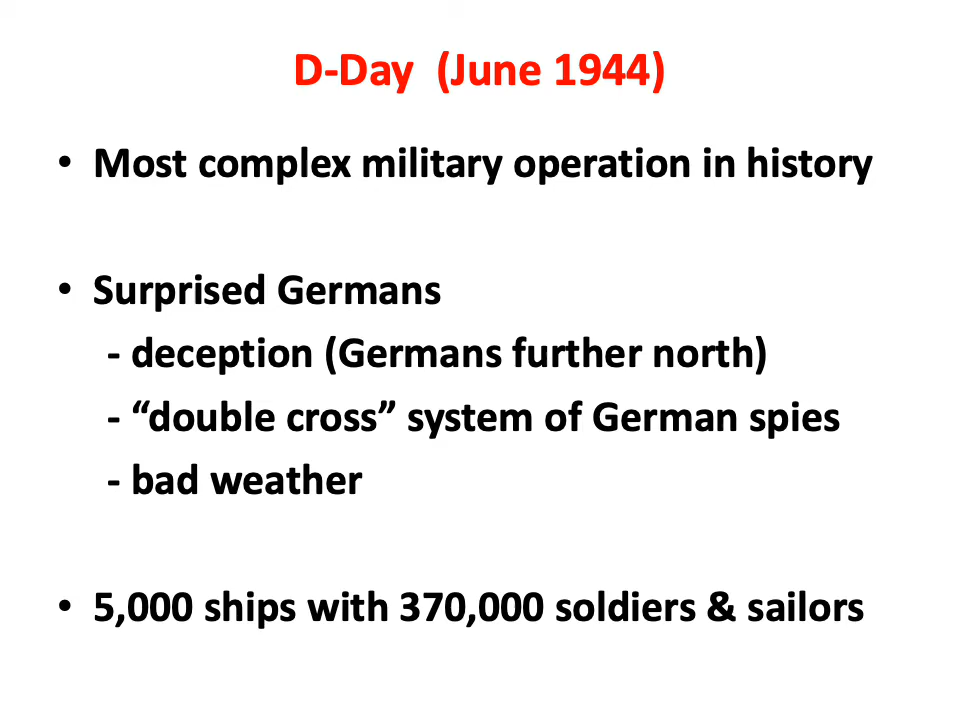 D-Day  (June 1944)
• Most complex military operation in history
• Surprised Germans
- deception (Germans further north)
- “double cross” system of German spies
- bad weather
• 5,000 ships with 370,000 soldiers & sailors